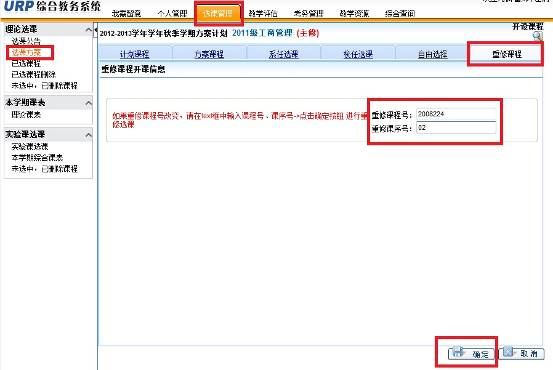 URP 综合教务系统
我需留意 个人管理 选课管理 教学评估 考务管理 教学资源 综合查询
理论选课
选课公告
选课方案
已选课程
已选课程删除
未选中，已删除课程
本学期课表
理论课表
实验课选课
实验课选课
本学期综合课表
未选中，已删除课程
开设课程
2012-2013学年学年秋季学期方案计划 2011级工商管理 (主修)
计划课程 方案课程 系任选课 校任选课 自由选择 重修课程
重修课程开课信息
如果重修课程号改变，请在text框中输入课程号、课序号->点击确定按钮 进行重
修选课
重修课程号： 2008224
重修课序号： 02
确定 取消